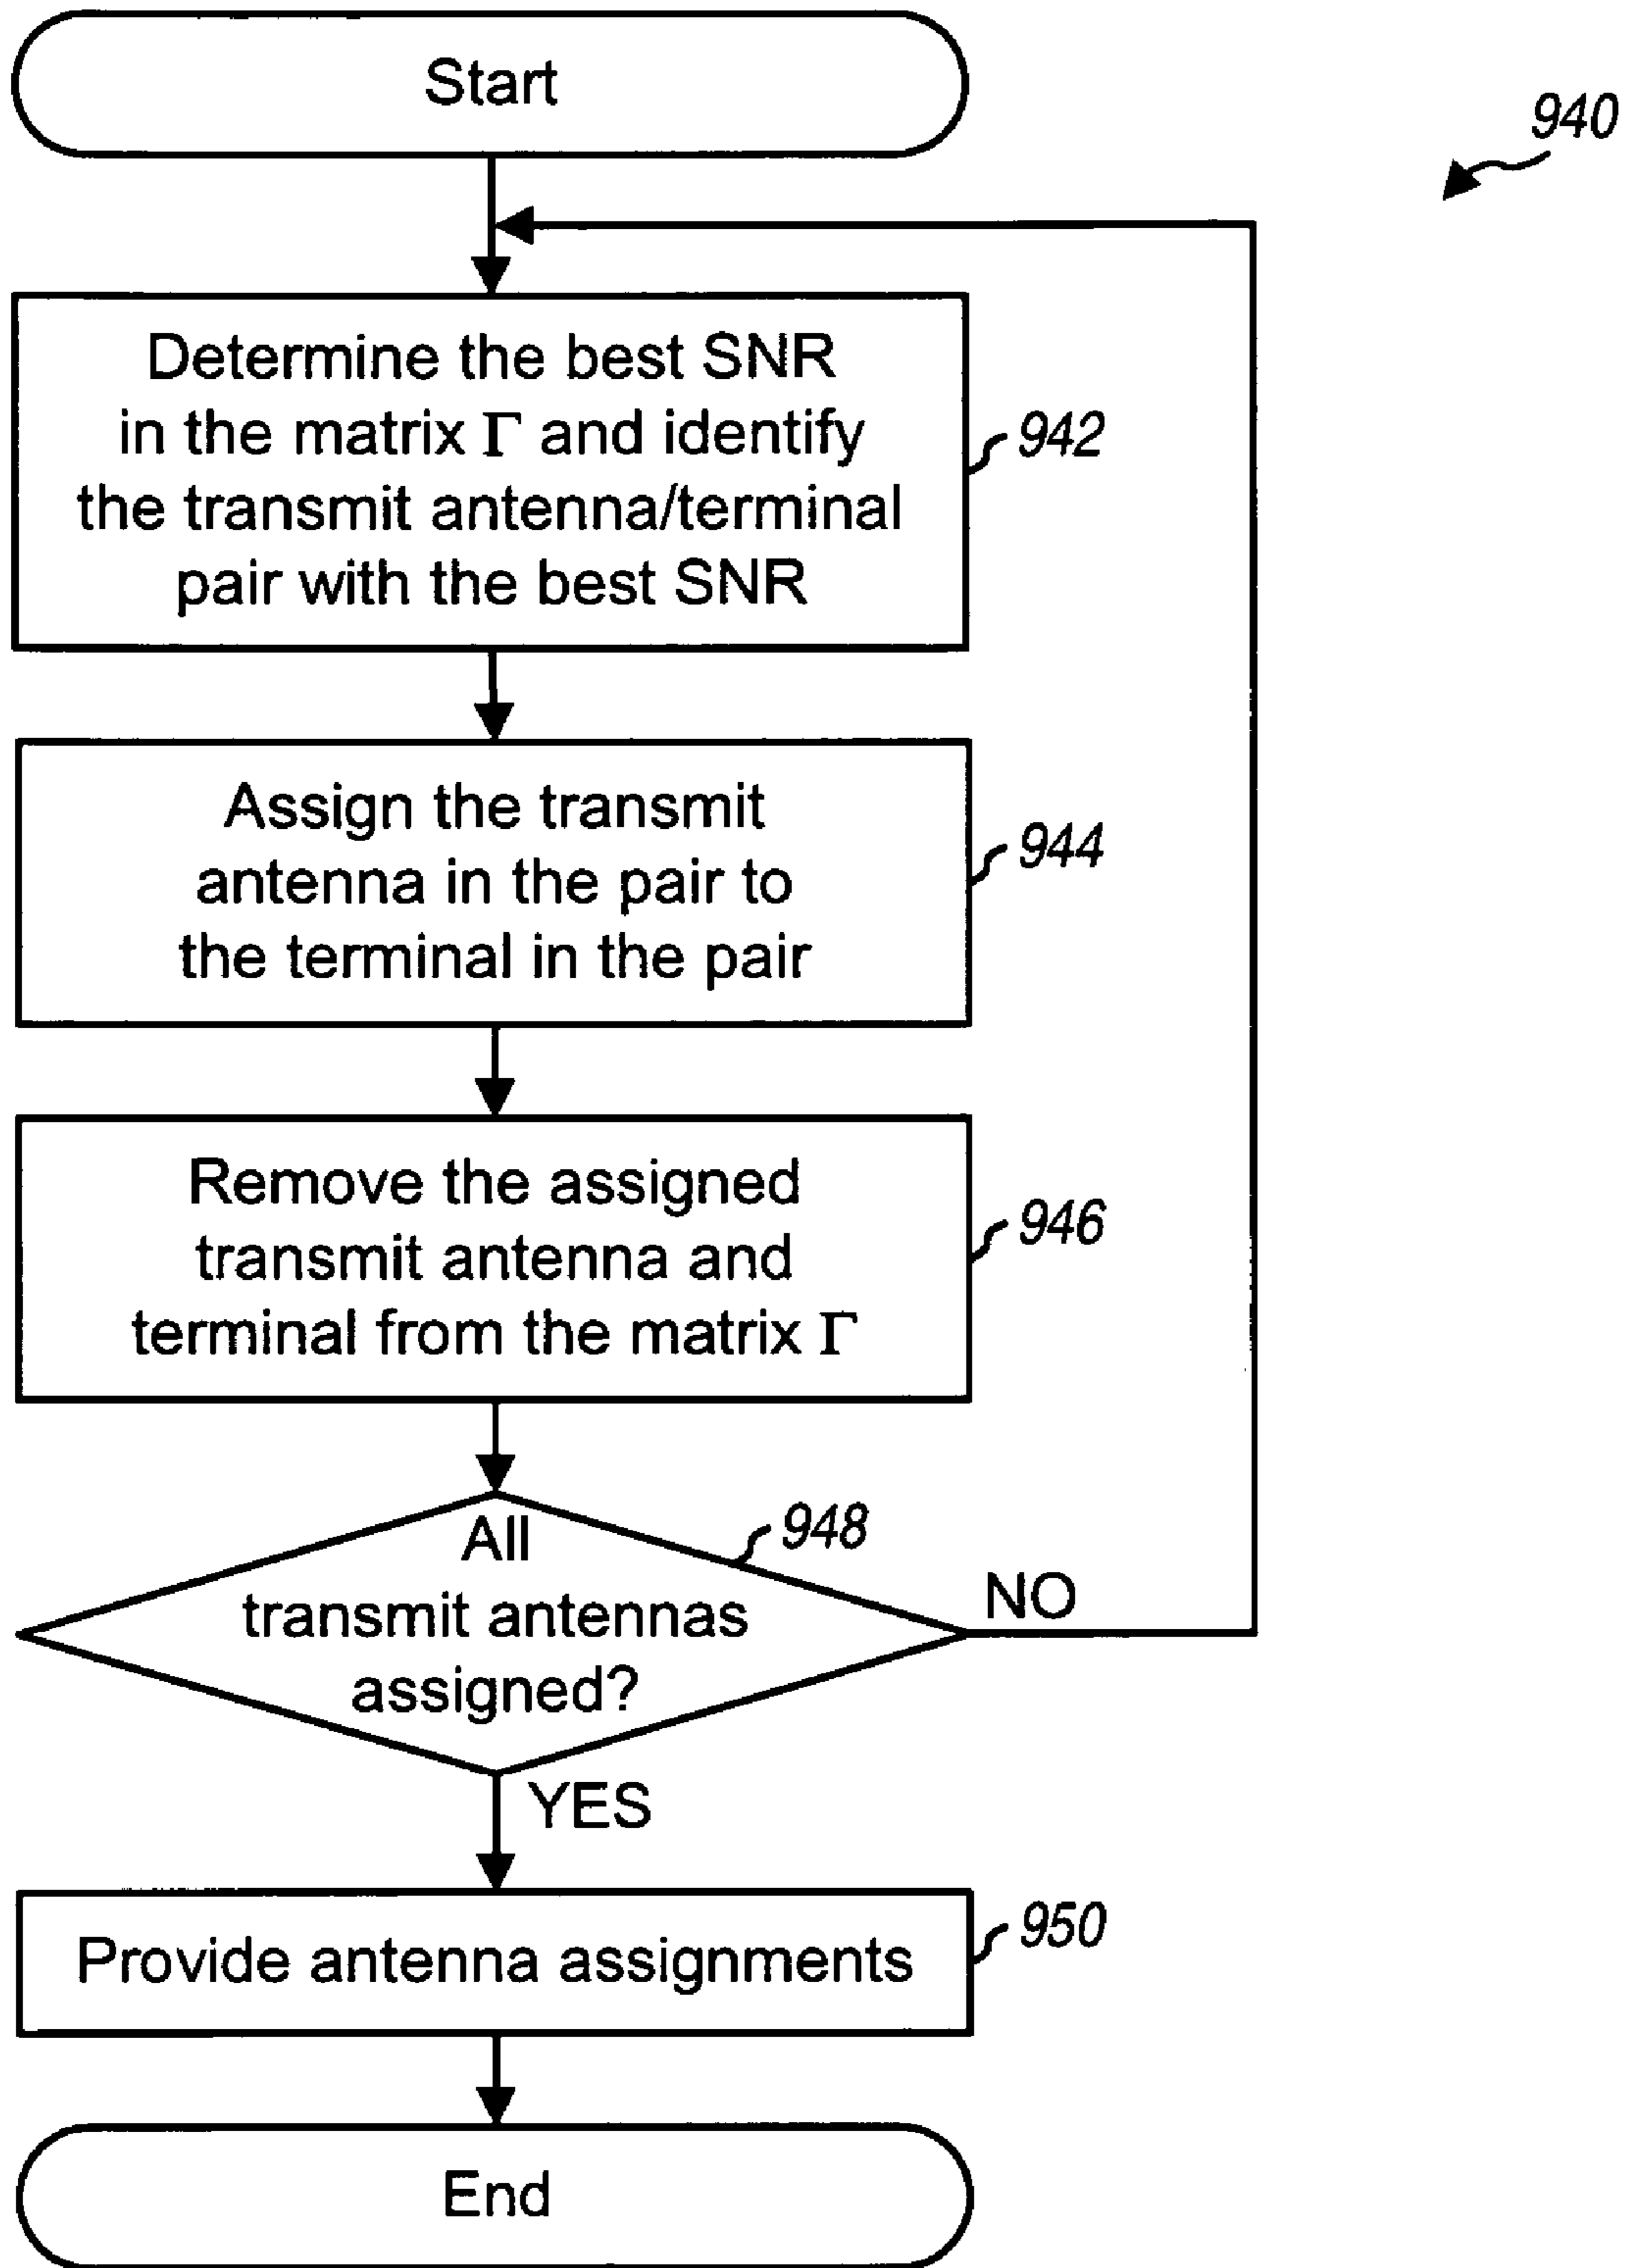 Start
940
Determine the best SNR
in the matrix Γ and identify
the transmit antenna/terminal
pair with the best SNR
942
Assign the transmit
antenna in the pair to
the terminal in the pair
944
Remove the assigned
transmit antenna and
terminal from the matrix Γ
946
All
transmit antennas
assigned?
948
NO
YES
Provide antenna assignments
950
End